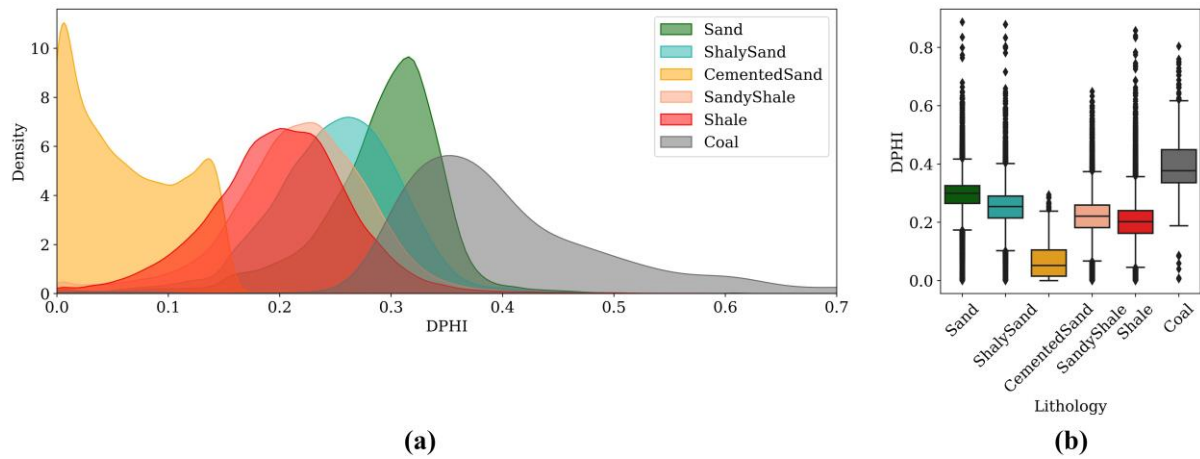 10
8
6
4
2
0
Density
0.0 0.1 0.2 0.3 0.4 0.5 0.6 0.7
DPHI
Sand
ShalySand
CementedSand
SandyShale
Shale
Coal
(a)
0.8
0.6
0.4
0.2
0.0
DPHI
Sand
ShalySand
CementedSand
SandyShale
Shale
Coal
Lithology
(b)